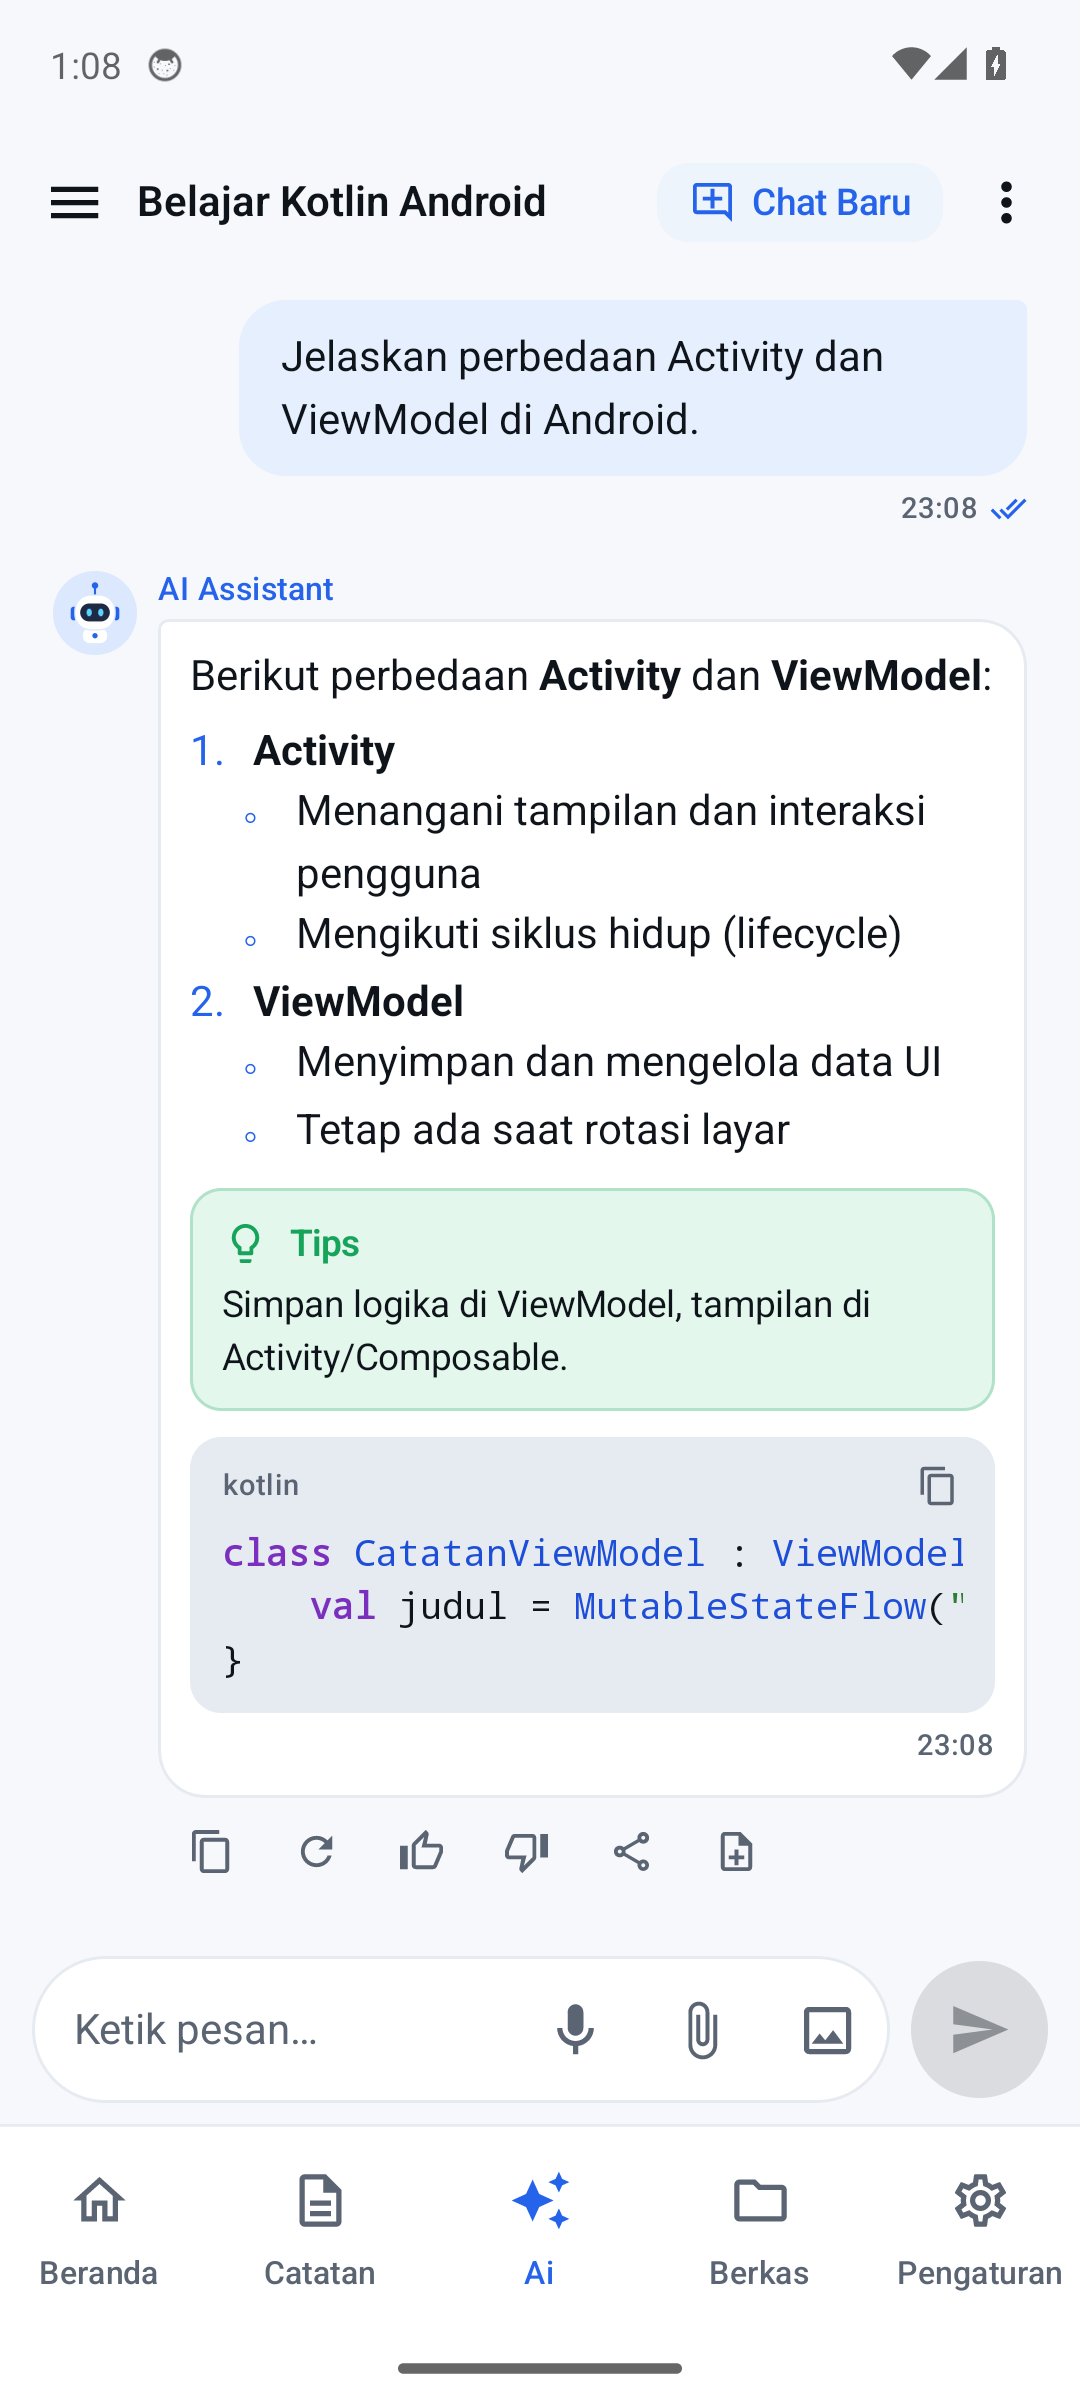 1:08
Belajar Kotlin Android
Chat Baru
Jelaskan perbedaan Activity dan
ViewModel di Android.
23:08
AI Assistant
Berikut perbedaan Activity dan ViewModel:
1. Activity
◦ Menangani tampilan dan interaksi
pengguna
◦ Mengikuti siklus hidup (lifecycle)
2. ViewModel
◦ Menyimpan dan mengelola data UI
◦ Tetap ada saat rotasi layar
Tips
Simpan logika di ViewModel, tampilan di
Activity/Composable.
kotlin
class CatatanViewModel : ViewModel
    val judul = MutableStateFlow("
}
23:08
Ketik pesan...
Beranda
Catatan
Ai
Berkas
Pengaturan